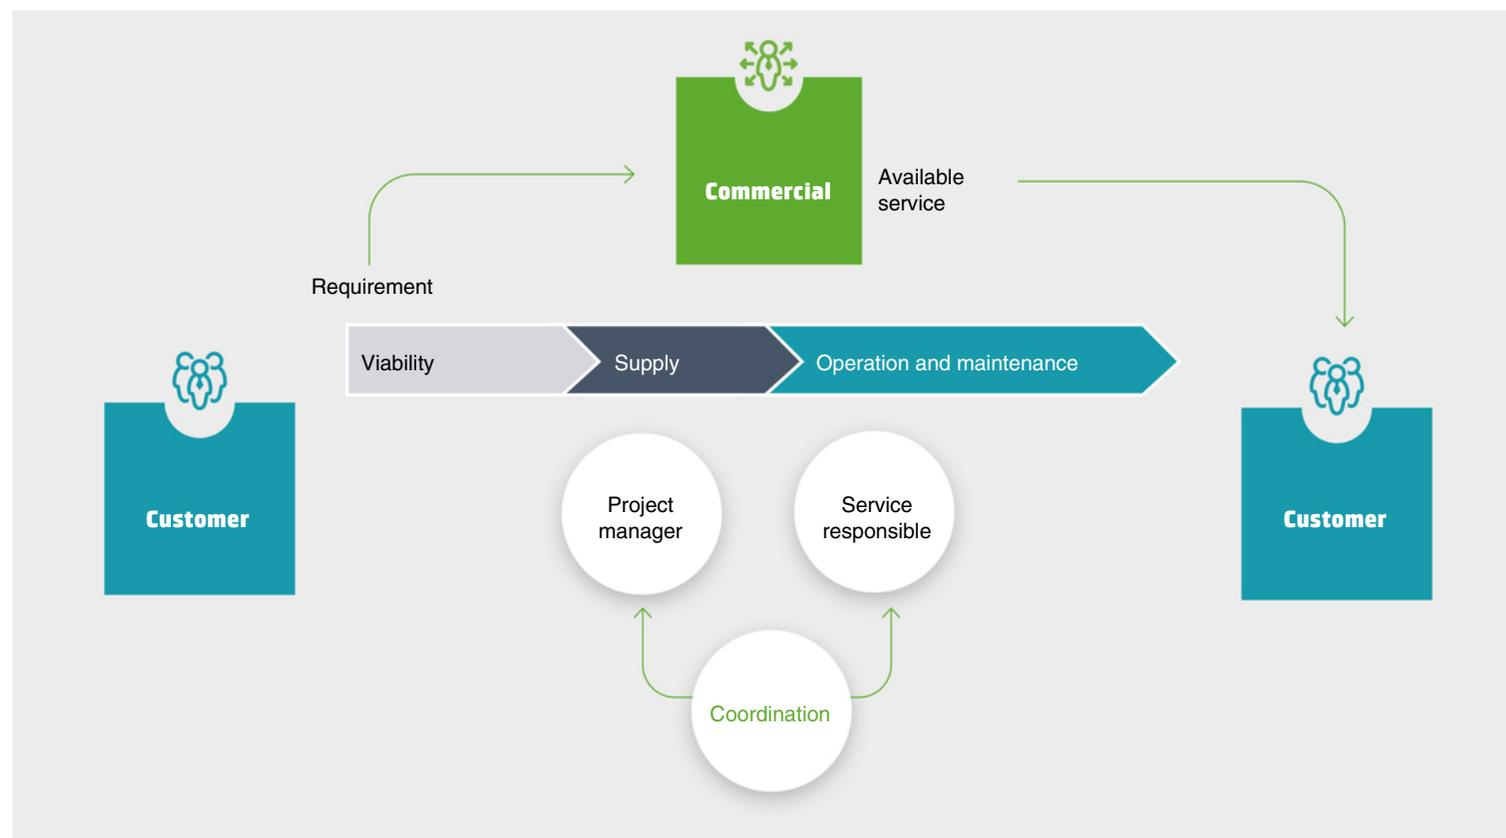 Commercial
Available
service
Requirement
Viability
Supply
Operation and maintenance
Customer
Project
manager
Service
responsible
Customer
Coordination